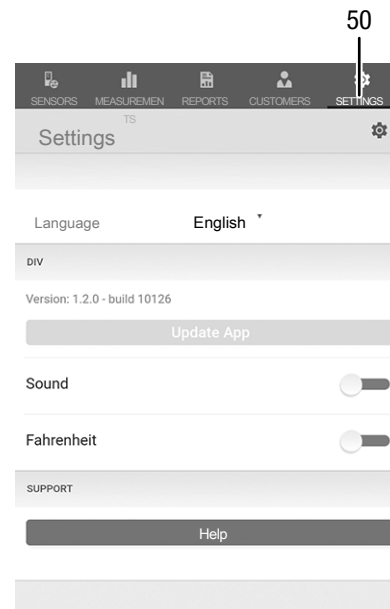 50
SENSORS MEASUREMEN REPORTS CUSTOMERS SETTINGS
TS
Settings
Language English
DIV
Version: 1.2.0 - build 10126
Update App
Sound
Fahrenheit
SUPPORT
Help